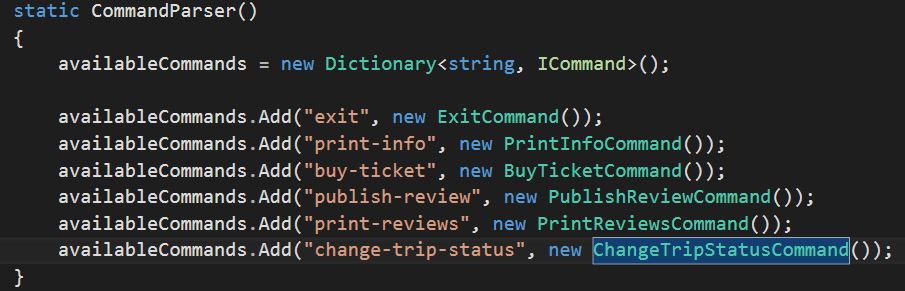 static CommandParser()
{
    availableCommands = new Dictionary<string, ICommand>();

    availableCommands.Add("exit", new ExitCommand());
    availableCommands.Add("print-info", new PrintInfoCommand());
    availableCommands.Add("buy-ticket", new BuyTicketCommand());
    availableCommands.Add("publish-review", new PublishReviewCommand());
    availableCommands.Add("print-reviews", new PrintReviewsCommand());
    availableCommands.Add("change-trip-status", new ChangeTripStatusCommand());
}